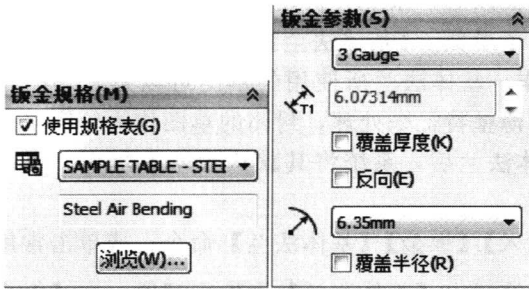 钣金规格(M)
使用规格表(G)
SAMPLE TABLE - STEE
Steel Air Bending
浏览(W)...
钣金参数(S)
3 Gauge
T1
6.07314mm
覆盖厚度(K)
反向(E)
6.35mm
覆盖半径(R)